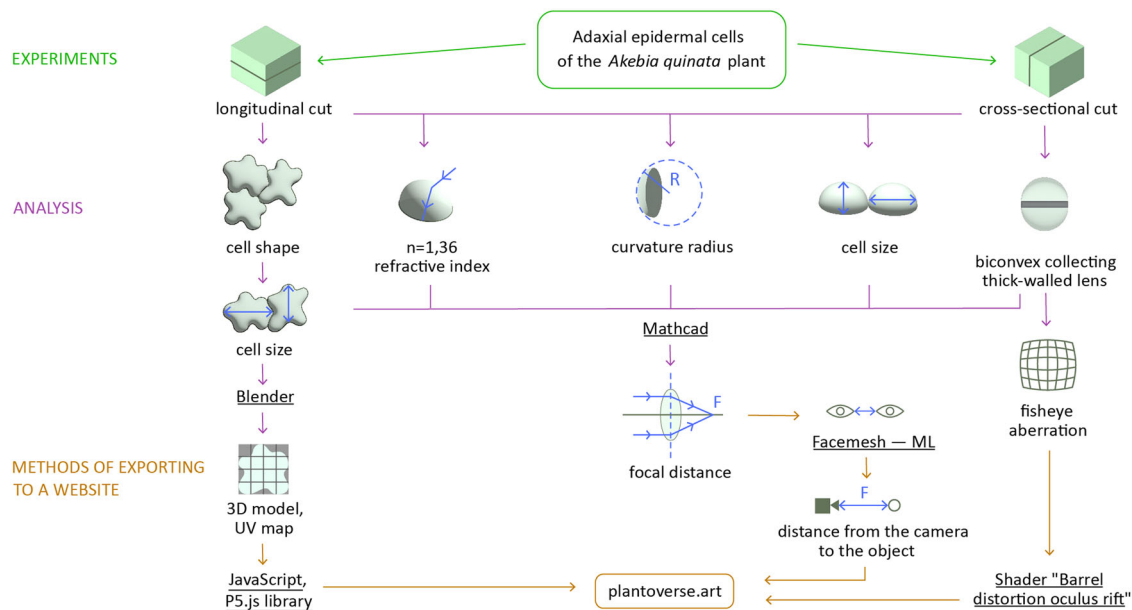 Adaxial epidermal cells
of the Akebia quinata plant
EXPERIMENTS
longitudinal cut
cross-sectional cut
ANALYSIS
R
cell shape
n=1,36
refractive index
curvature radius
cell size
biconvex collecting
thick-walled lens
cell size
Mathcad
Blender
F
focal distance
Facemesh — ML
fisheye
aberration
METHODS OF EXPORTING
TO A WEBSITE
3D model,
UV map
F
distance from the camera
to the object
JavaScript,
P5.js library
plantoverse.art
Shader "Barrel
distortion oculus rift"